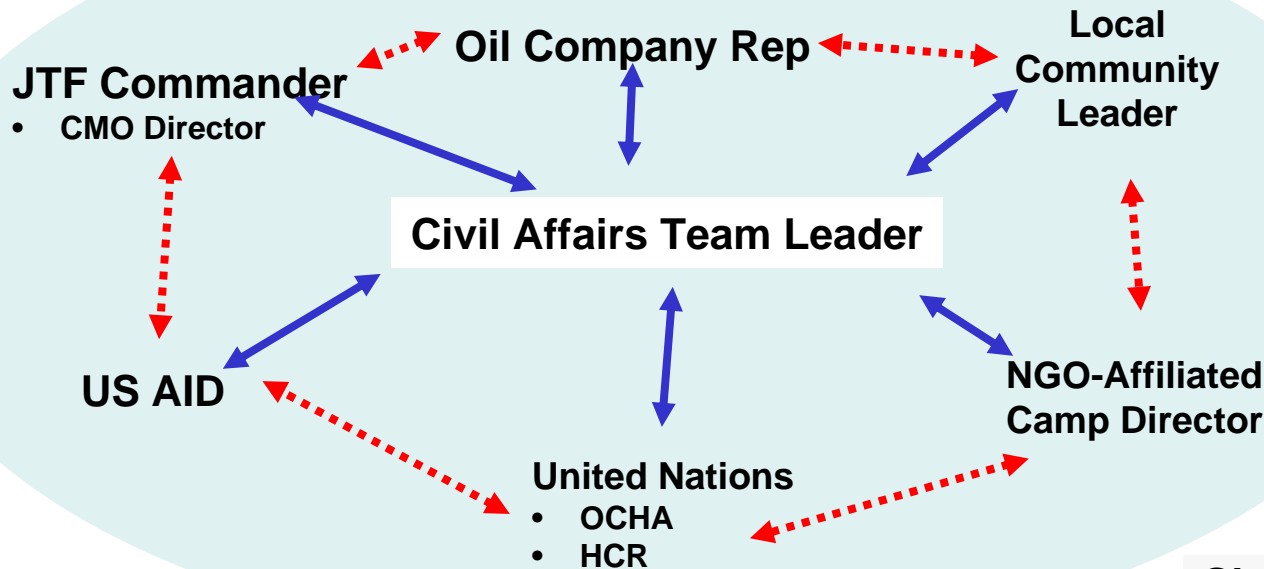 Oil Company Rep
Local
Community
Leader
JTF Commander
• CMO Director
Civil Affairs Team Leader
US AID
NGO-Affiliated
Camp Director
United Nations
• OCHA
• HCR